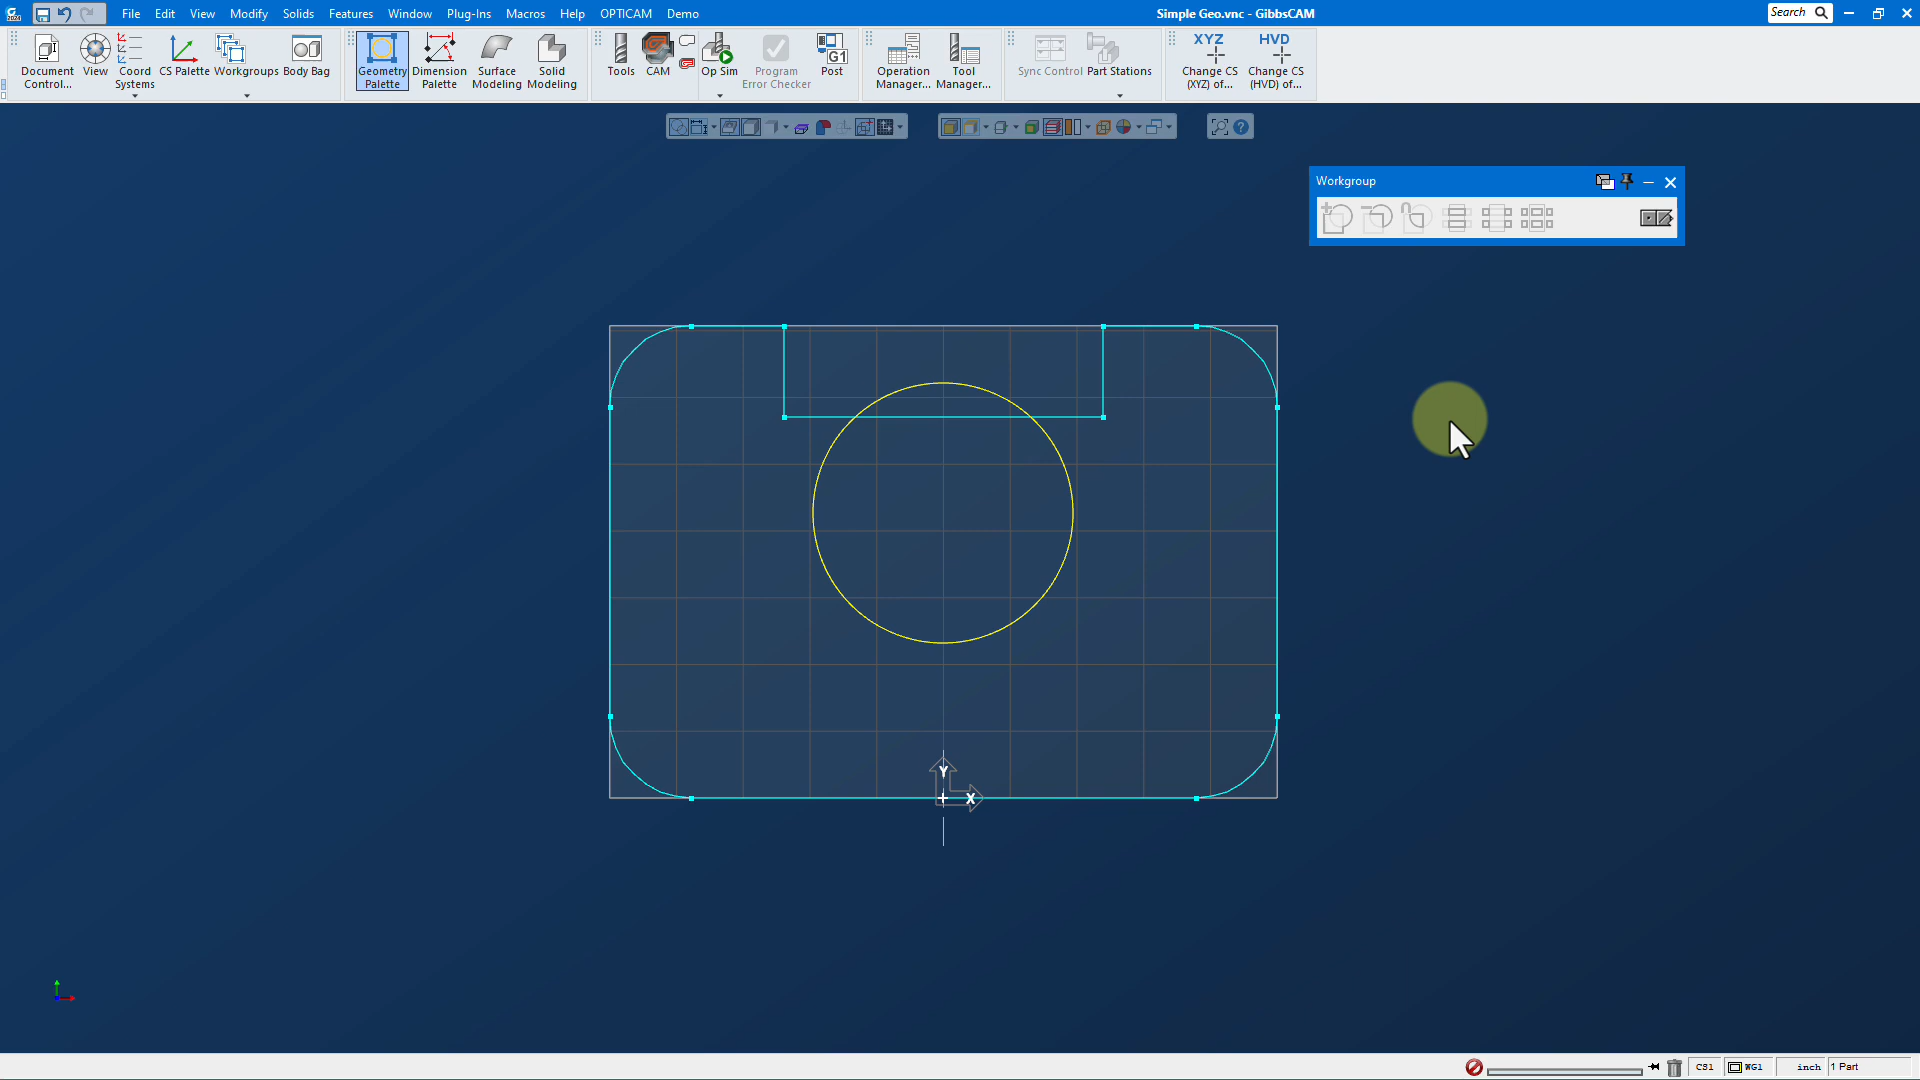 File Edit View Modify Solids Features Window Plug-Ins Macros Help OPTICAM Demo
Simple Geo.vnc - GibbsCAM
Search
Document Control...
View
Coord Systems
CS Palette
Workgroups
Body Bag
Geometry Palette
Dimension Palette
Surface Modeling
Solid Modeling
Tools
CAM
Op Sim
Program Error Checker
G1
Post
Operation Manager...
Tool Manager...
Sync Control
Part Stations
XYZ
Change CS (XYZ) of...
HVD
Change CS (HVD) of...
Workgroup
Y
X
CS1
WG1
inch
1 Part